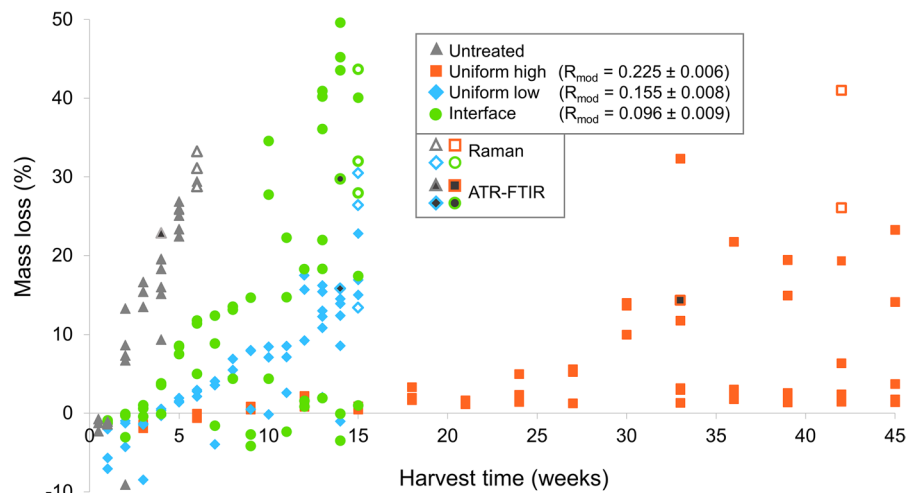 50
40
30
20
10
0
-10
Mass loss (%)
Untreated
Uniform high (Rmod = 0.225 ± 0.006)
Uniform low (Rmod = 0.155 ± 0.008)
Interface (Rmod = 0.096 ± 0.009)
Raman
ATR-FTIR
0 5 10 15 20 25 30 35 40 45
Harvest time (weeks)